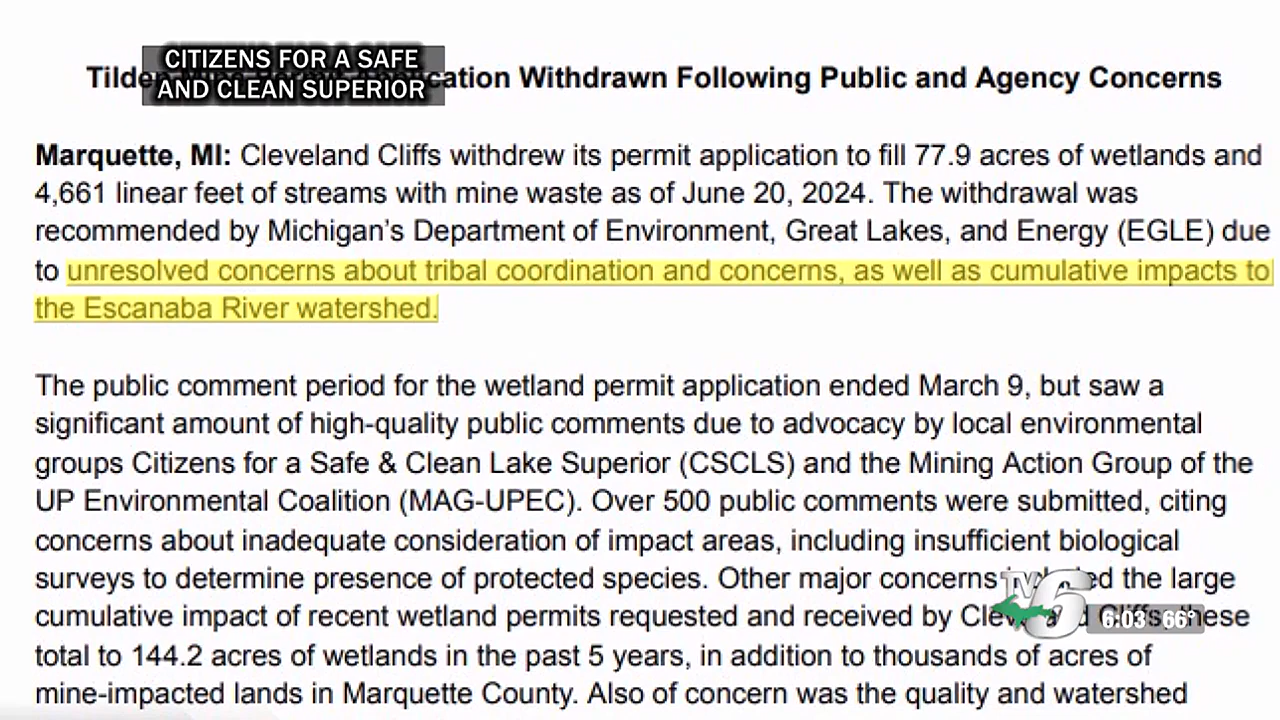 CITIZENS FOR A SAFE
AND CLEAN SUPERIOR
Withdrawn Following Public and Agency Concerns
Marquette, MI: Cleveland Cliffs withdrew its permit application to fill 77.9 acres of wetlands and
4,661 linear feet of streams with mine waste as of June 20, 2024. The withdrawal was
recommended by Michigan's Department of Environment, Great Lakes, and Energy (EGLE) due
to unresolved concerns about tribal coordination and concerns, as well as cumulative impacts to
the Escanaba River watershed.
The public comment period for the wetland permit application ended March 9, but saw a
significant amount of high-quality public comments due to advocacy by local environmental
groups Citizens for a Safe & Clean Lake Superior (CSCLS) and the Mining Action Group of the
UP Environmental Coalition (MAG-UPEC). Over 500 public comments were submitted, citing
concerns about inadequate consideration of impact areas, including insufficient biological
surveys to determine presence of protected species. Other major concerns the large
cumulative impact of recent wetland permits requested and received by Cliffs, these
total to 144.2 acres of wetlands in the past 5 years, in addition to thousands of acres of
mine-impacted lands in Marquette County. Also of concern was the quality and watershed
TV6
6:03 66°